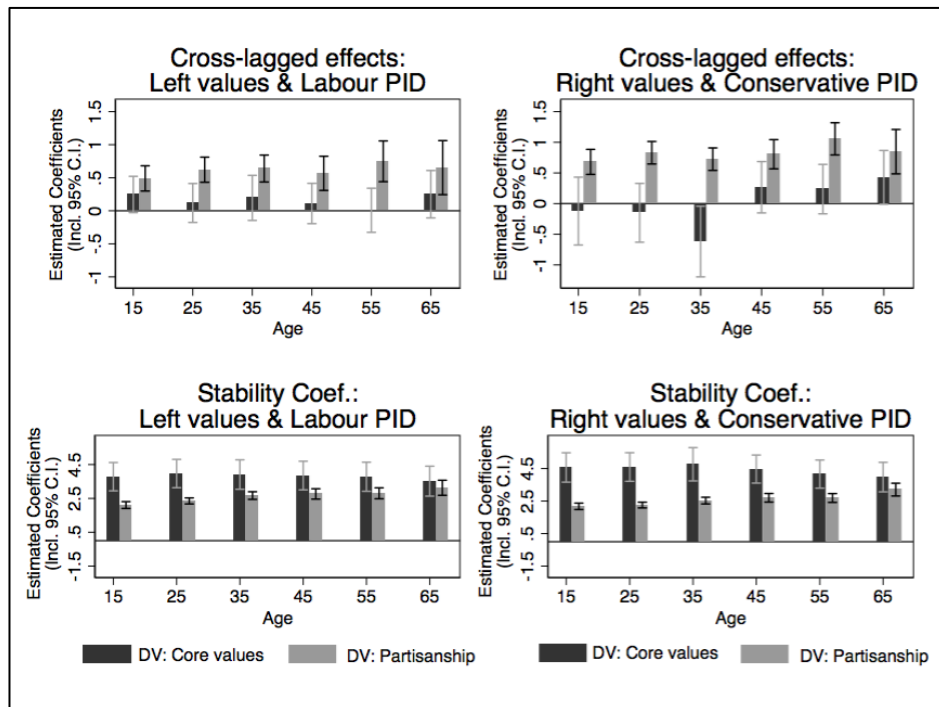 Cross-lagged effects:
Left values & Labour PID
Estimated Coefficients
(Incl. 95% C.I.)
1.5
1
.5
0
-.5
-1
15 25 35 45 55 65
Age
Cross-lagged effects:
Right values & Conservative PID
Estimated Coefficients
(Incl. 95% C.I.)
1.5
1
.5
0
-.5
-1
15 25 35 45 55 65
Age
Stability Coef.:
Left values & Labour PID
Estimated Coefficients
(Incl. 95% C.I.)
4.5
2.5
.5
-1.5
15 25 35 45 55 65
Age
Stability Coef.:
Right values & Conservative PID
Estimated Coefficients
(Incl. 95% C.I.)
4.5
2.5
.5
-1.5
15 25 35 45 55 65
Age
DV: Core values DV: Partisanship
DV: Core values DV: Partisanship